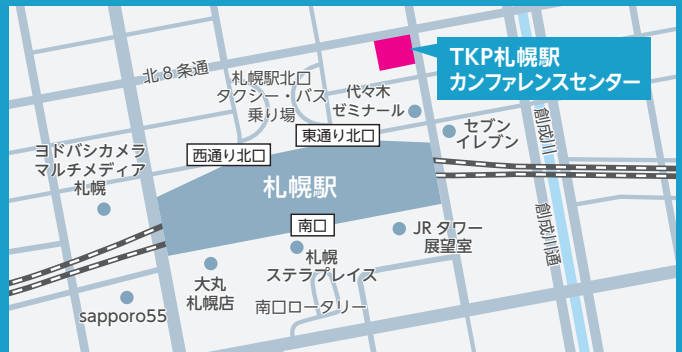 TKP札幌駅
カンファレンスセンター
北8条通
札幌駅北口
タクシー・バス
乗り場
代々木
ゼミナール
セブン
イレブン
創成川
東通り北口
西通り北口
ヨドバシカメラ
マルチメディア
札幌
札幌駅
南口
JRタワー
展望室
創成川通
札幌
ステラプレイス
大丸
札幌店
南口ロータリー
sapporo55